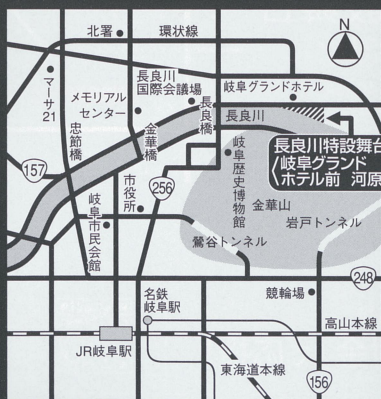 北署
環状線
N
マーサ21
長良川
国際会議場
岐阜グランドホテル
メモリアル
センター
長良橋
長良川
忠節橋
金華橋
長良川特設舞台
岐阜グランド
ホテル前 河原
157
256
市役所
岐阜市民会館
岐阜歴史博物館
金華山
岩戸トンネル
鶯谷トンネル
248
名鉄
岐阜駅
競輪場
高山本線
JR岐阜駅
東海道本線
156